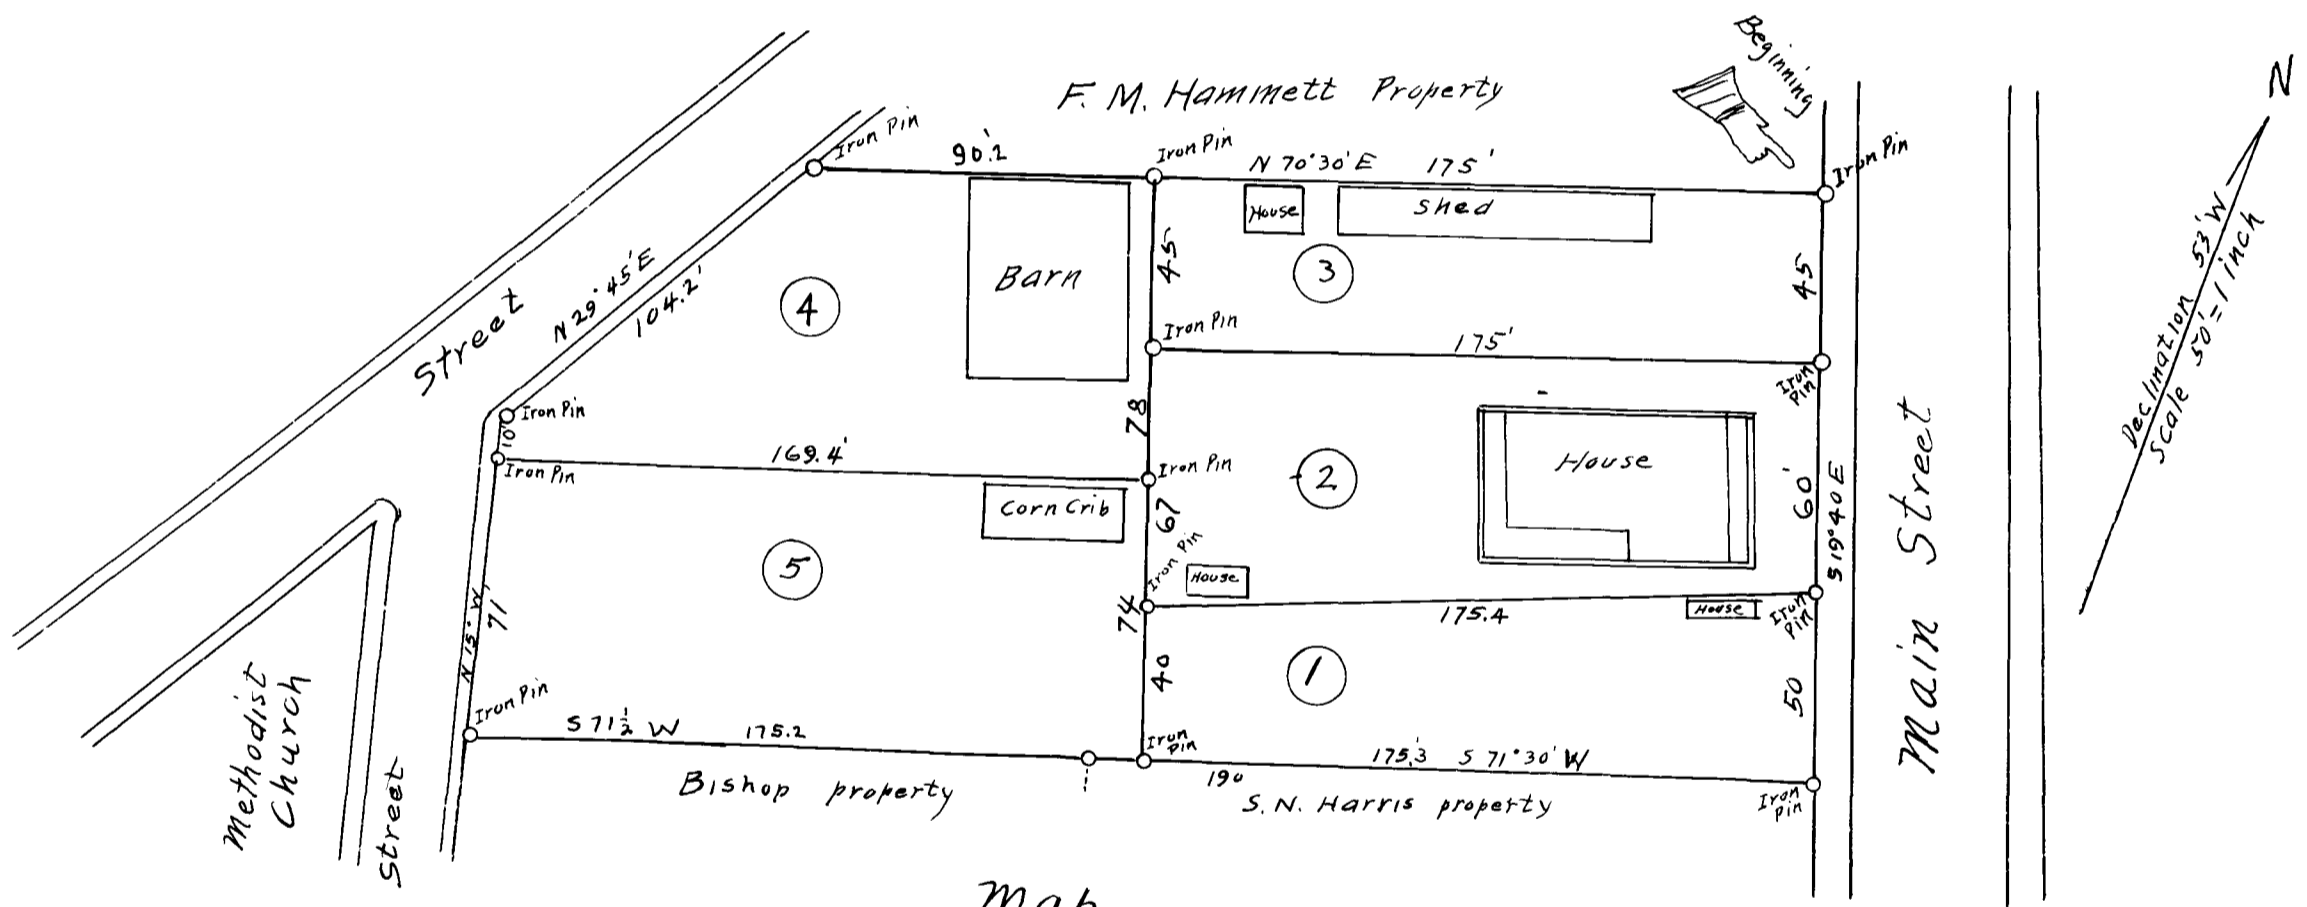 Beginning
N
F. M. Hammett Property
Iron Pin
90.2'
Iron Pin
N 70°30' E 175'
Iron Pin
House
Shed
Barn
45
3
45
N 29°45' E
104.2'
Street
4
Iron Pin
175'
Iron Pin
Declination 53' W
Scale 50' = 1 inch
Iron Pin
10'
78
169.4'
Iron Pin
Iron Pin
2
House
60'
S 19°40 E
Main Street
Corn Crib
67
Iron Pin
House
5
74
175.4
House
Iron Pin
N 15° W
71
40
1
50
Iron Pin
S 71½ W 175.2
Iron Pin
190
175.3' S 71°30' W
Iron Pin
Bishop property
S. N. Harris property
Methodist Church
Street
Map